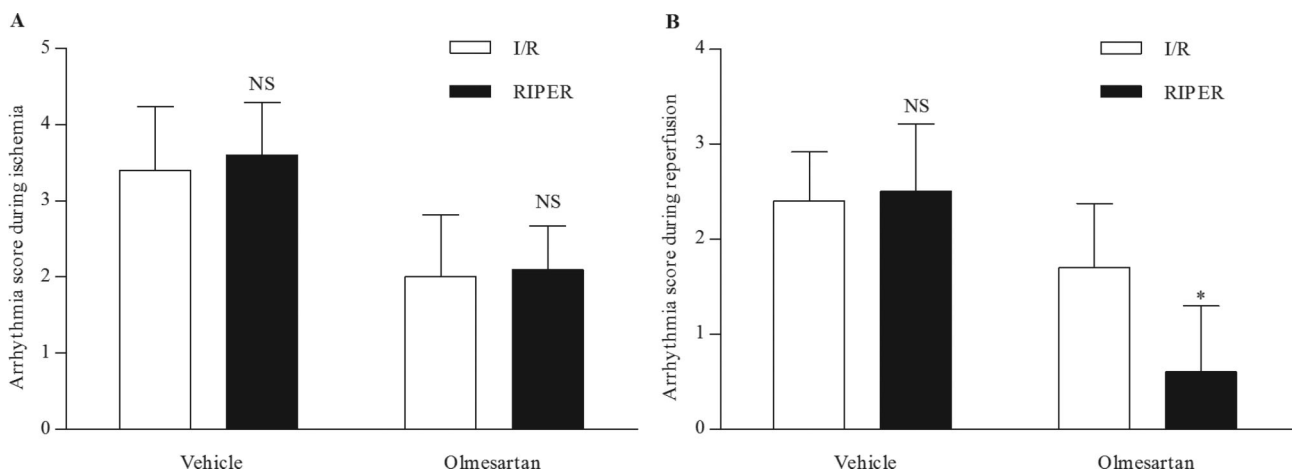 A
Arrhythmia score during ischemia
5
4
3
2
1
0
I/R
RIPER
NS
NS
Vehicle
Olmesartan
B
Arrhythmia score during reperfusion
4
3
2
1
0
I/R
RIPER
NS
*
Vehicle
Olmesartan